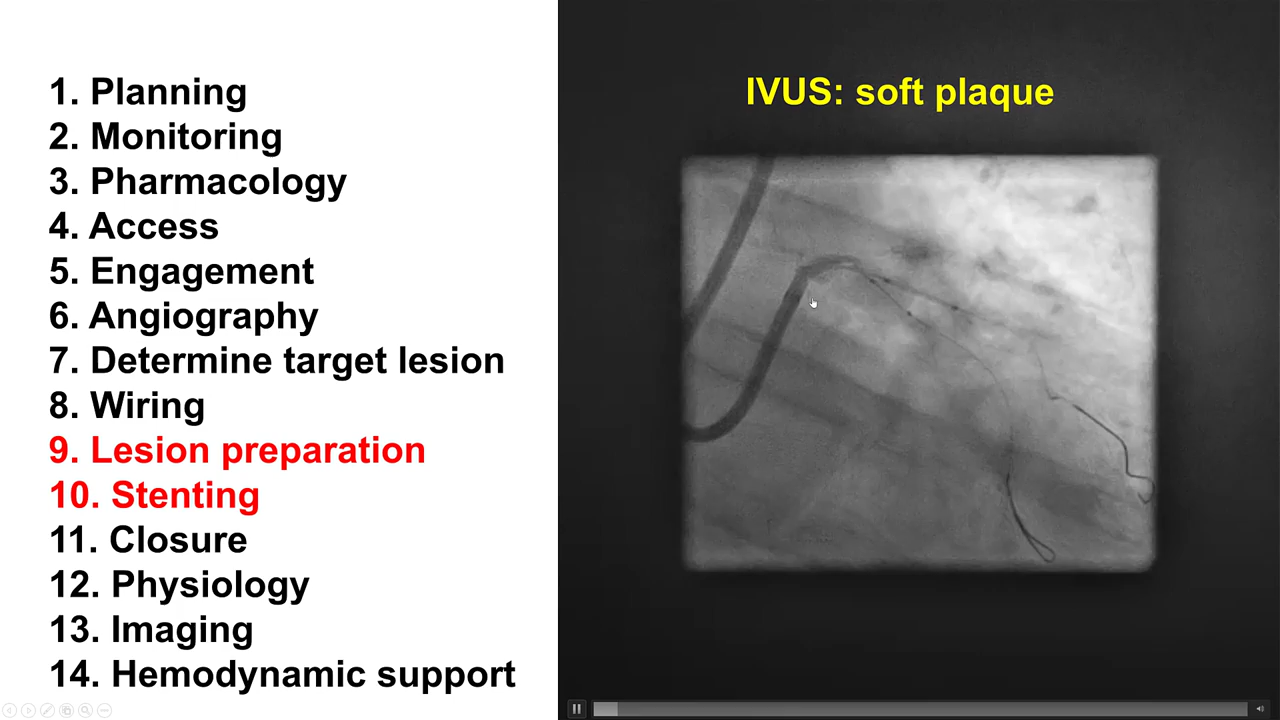 1. Planning
2. Monitoring
3. Pharmacology
4. Access
5. Engagement
6. Angiography
7. Determine target lesion
8. Wiring
9. Lesion preparation
10. Stenting
11. Closure
12. Physiology
13. Imaging
14. Hemodynamic support
IVUS: soft plaque